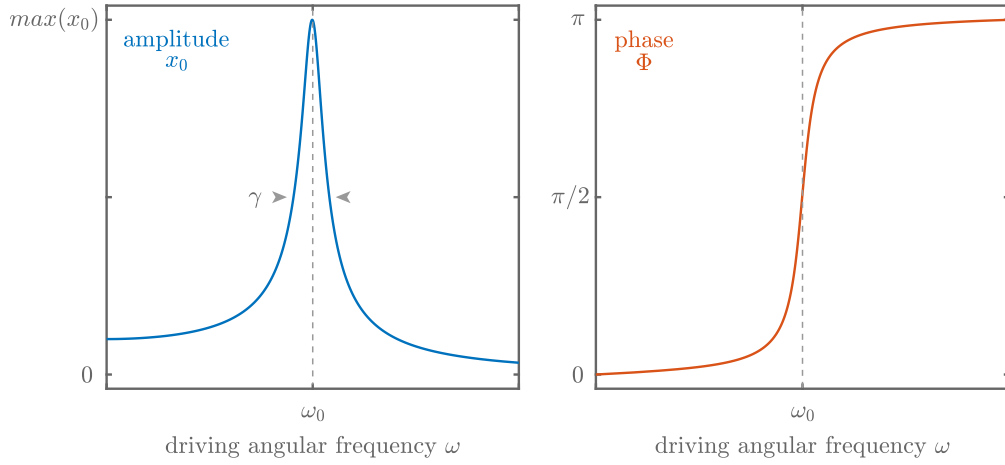 max(x₀)
amplitude
x₀
γ
0
ω₀
driving angular frequency ω
π
phase
Φ
π/2
0
ω₀
driving angular frequency ω